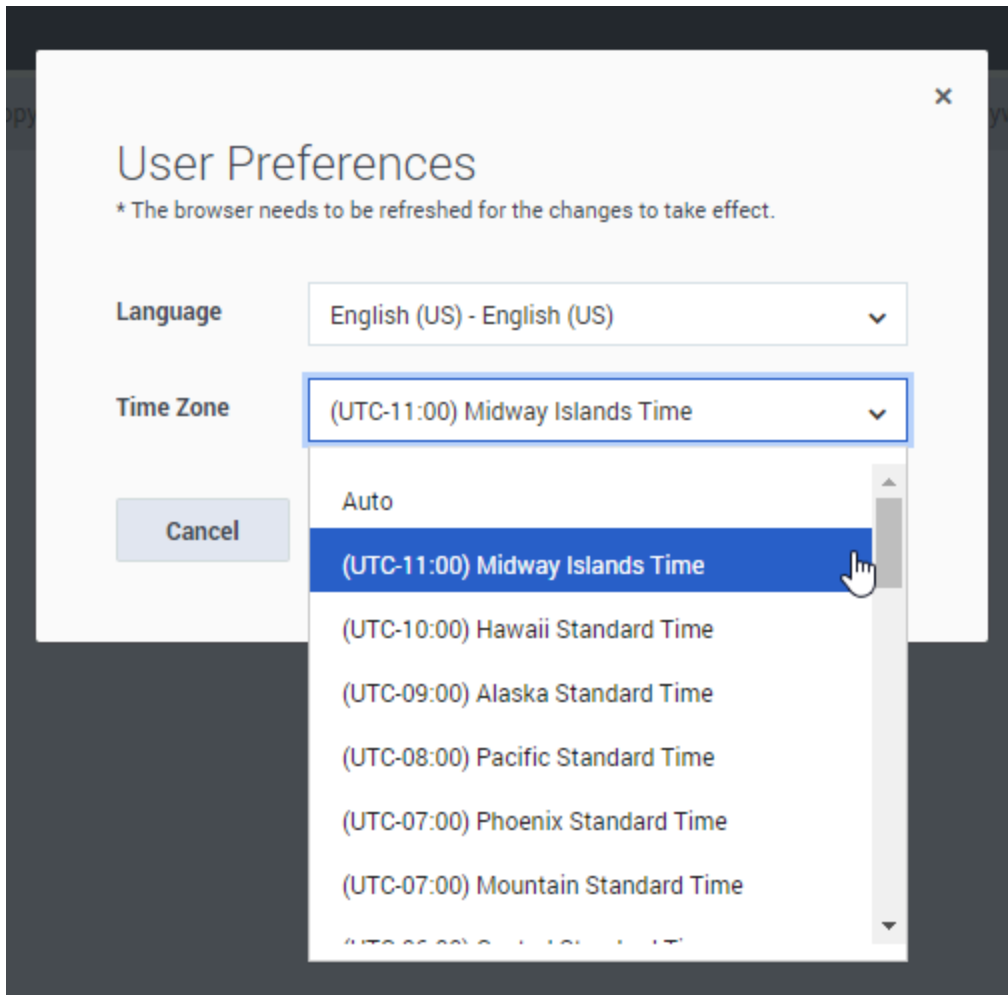 User Preferences
* The browser needs to be refreshed for the changes to take effect.
Language
English (US) - English (US)
Time Zone
(UTC-11:00) Midway Islands Time
Auto
Cancel
(UTC-11:00) Midway Islands Time
(UTC-10:00) Hawaii Standard Time
(UTC-09:00) Alaska Standard Time
(UTC-08:00) Pacific Standard Time
(UTC-07:00) Phoenix Standard Time
(UTC-07:00) Mountain Standard Time